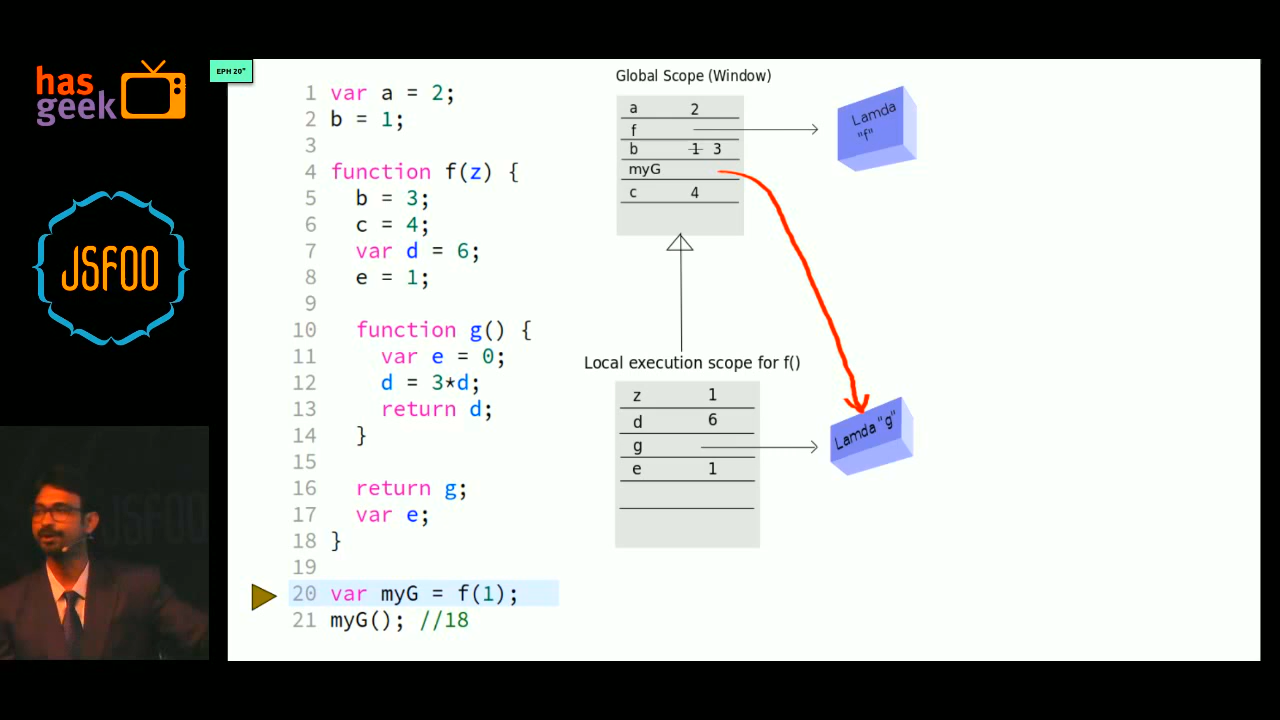 has
geek
EPH 20"
JSFOO
JSFOO
1 var a = 2;
2 b = 1;
3
4 function f(z) {
5 b = 3;
6 c = 4;
7 var d = 6;
8 e = 1;
9
10 function g() {
11 var e = 0;
12 d = 3*d;
13 return d;
14 }
15
16 return g;
17 var e;
18 }
19
20 var myG = f(1);
21 myG(); //18
Global Scope (Window)
a 2
f
b 1 3
myG
c 4
Lamda
"f"
Local execution scope for f()
z 1
d 6
g
e 1
Lamda "g"